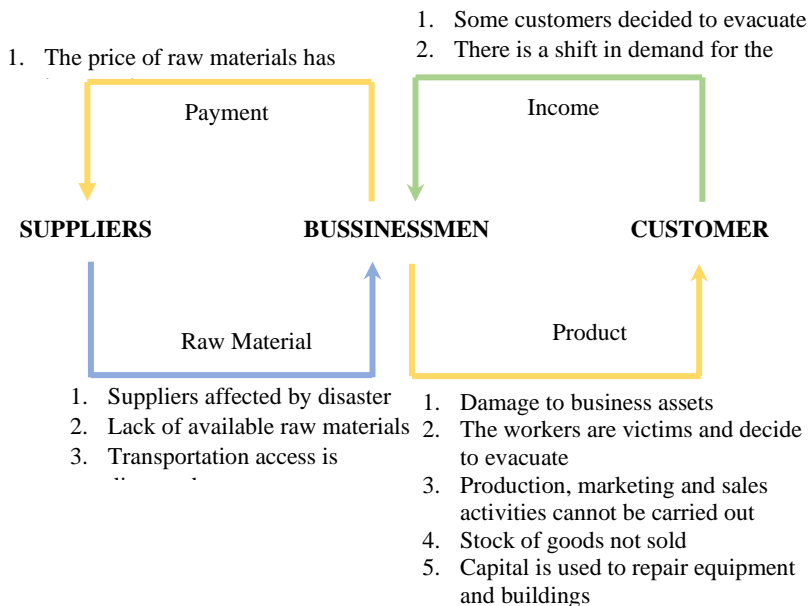 1. Some customers decided to evacuate
2. There is a shift in demand for the
1. The price of raw materials has
Payment
Income
SUPPLIERS
BUSSINESSMEN
CUSTOMER
Raw Material
Product
1. Suppliers affected by disaster
2. Lack of available raw materials
3. Transportation access is
1. Damage to business assets
2. The workers are victims and decide
to evacuate
3. Production, marketing and sales
activities cannot be carried out
4. Stock of goods not sold
5. Capital is used to repair equipment
and buildings